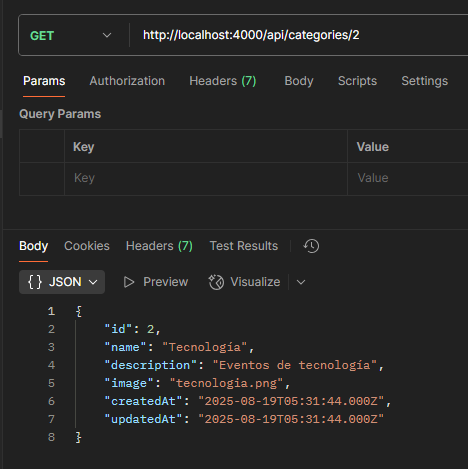 GET http://localhost:4000/api/categories/2
Params Authorization Headers (7) Body Scripts Settings
Query Params
Key Value
Key Value
Body Cookies Headers (7) Test Results
{ } JSON Preview Visualize
1 {
2 "id": 2,
3 "name": "Tecnología",
4 "description": "Eventos de tecnología",
5 "image": "tecnologia.png",
6 "createdAt": "2025-08-19T05:31:44.000Z",
7 "updatedAt": "2025-08-19T05:31:44.000Z"
8 }